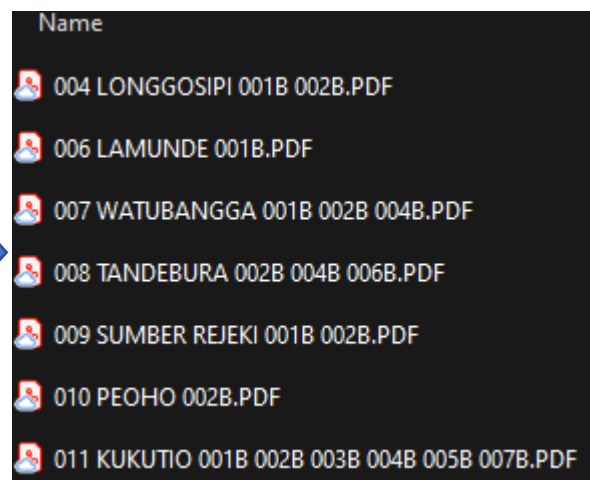 Name
004 LONGGOSIPI 001B 002B.PDF
006 LAMUNDE 001B.PDF
007 WATUBANGGA 001B 002B 004B.PDF
008 TANDEBURA 002B 004B 006B.PDF
009 SUMBER REJEKI 001B 002B.PDF
010 PEOHO 002B.PDF
011 KUKUTIO 001B 002B 003B 004B 005B 007B.PDF